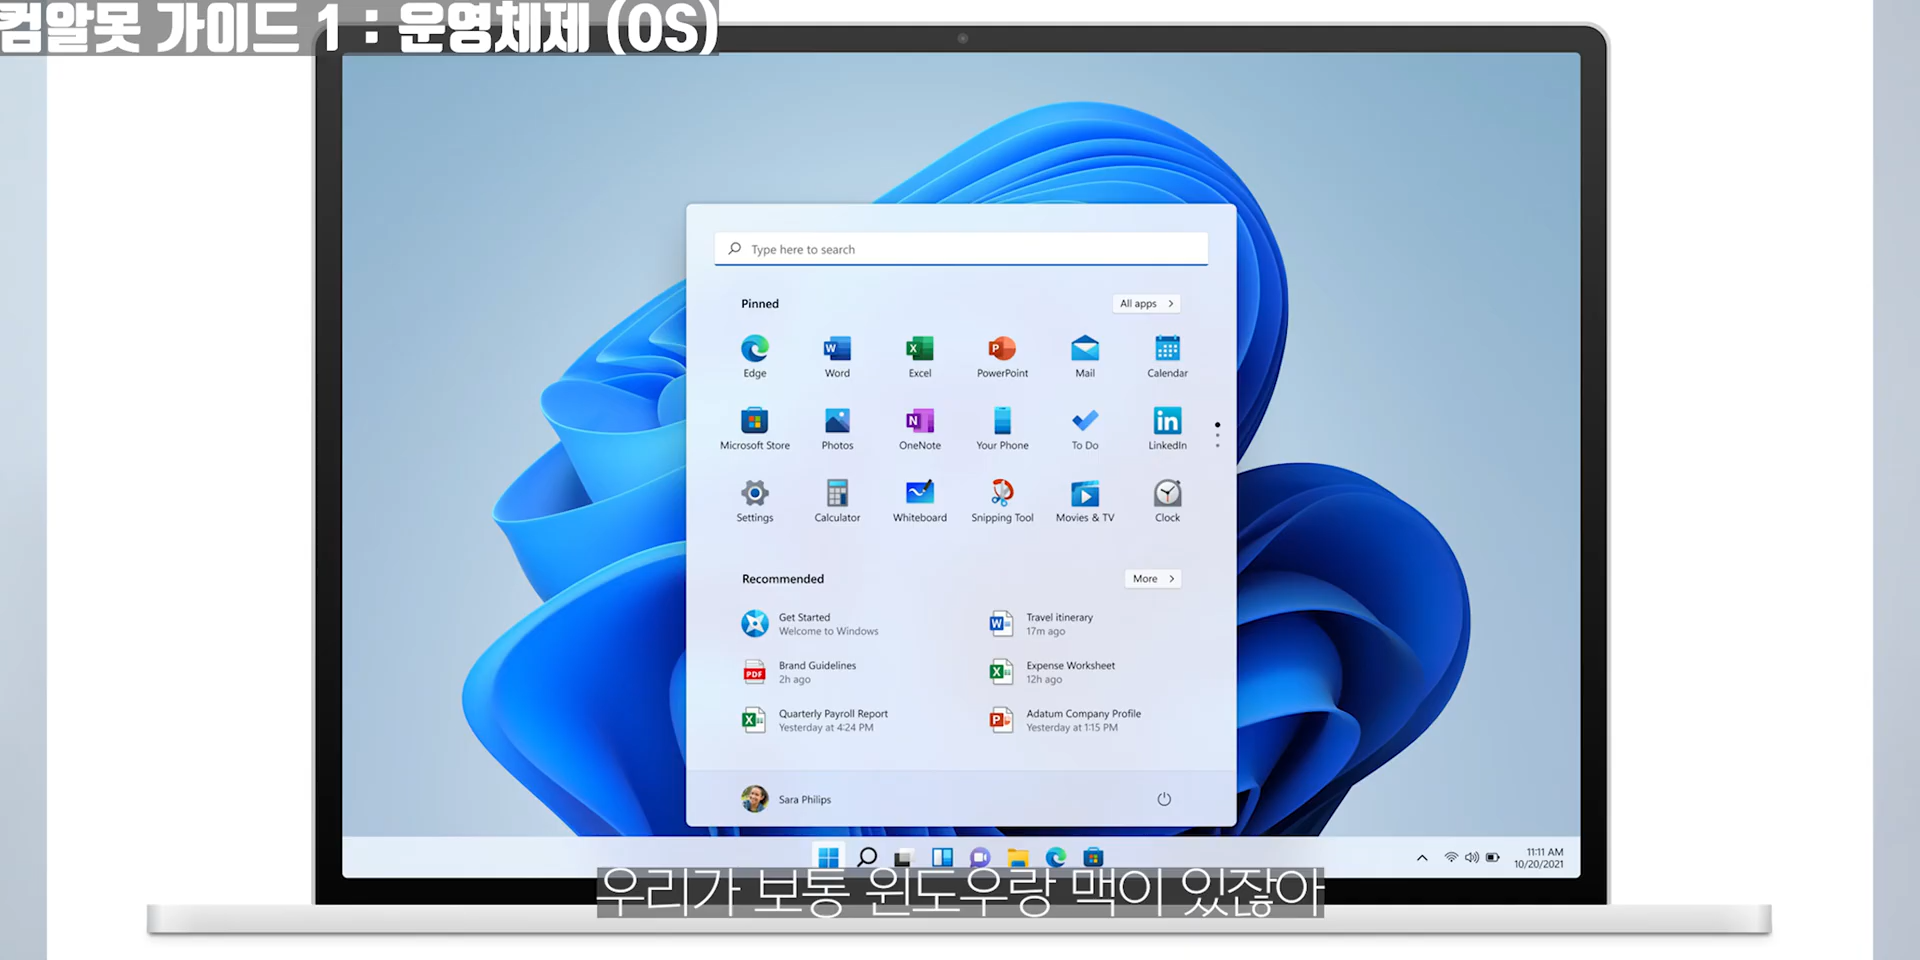 컴알못 가이드 1 : 운영체제 (OS)
Type here to search
Pinned
All apps
Edge
Word
Excel
PowerPoint
Mail
Calendar
Microsoft Store
Photos
OneNote
Your Phone
To Do
LinkedIn
Settings
Calculator
Whiteboard
Snipping Tool
Movies & TV
Clock
Recommended
More
Get Started
Welcome to Windows
Travel itinerary
17m ago
Brand Guidelines
2h ago
Expense Worksheet
12h ago
Quarterly Payroll Report
Yesterday at 4:24 PM
Adatum Company Profile
Yesterday at 1:15 PM
Sara Philips
11:11 AM
10/20/2021
우리가 보통 윈도우랑 맥이 있잖아